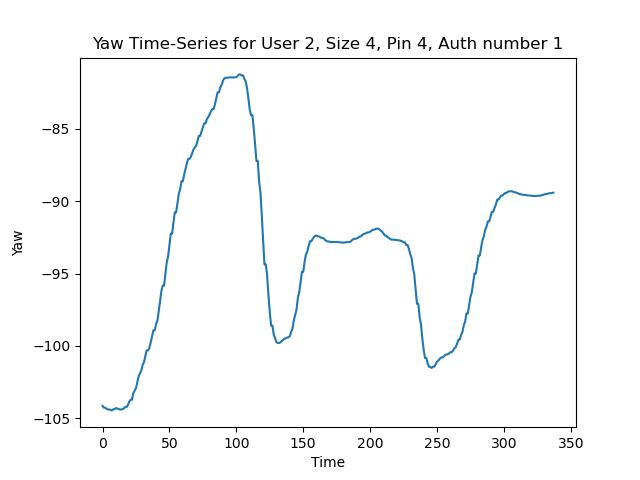 Yaw Time-Series for User 2, Size 4, Pin 4, Auth number 1
−85
−90
−95
−100
−105
Yaw
0 50 100 150 200 250 300 350
Time